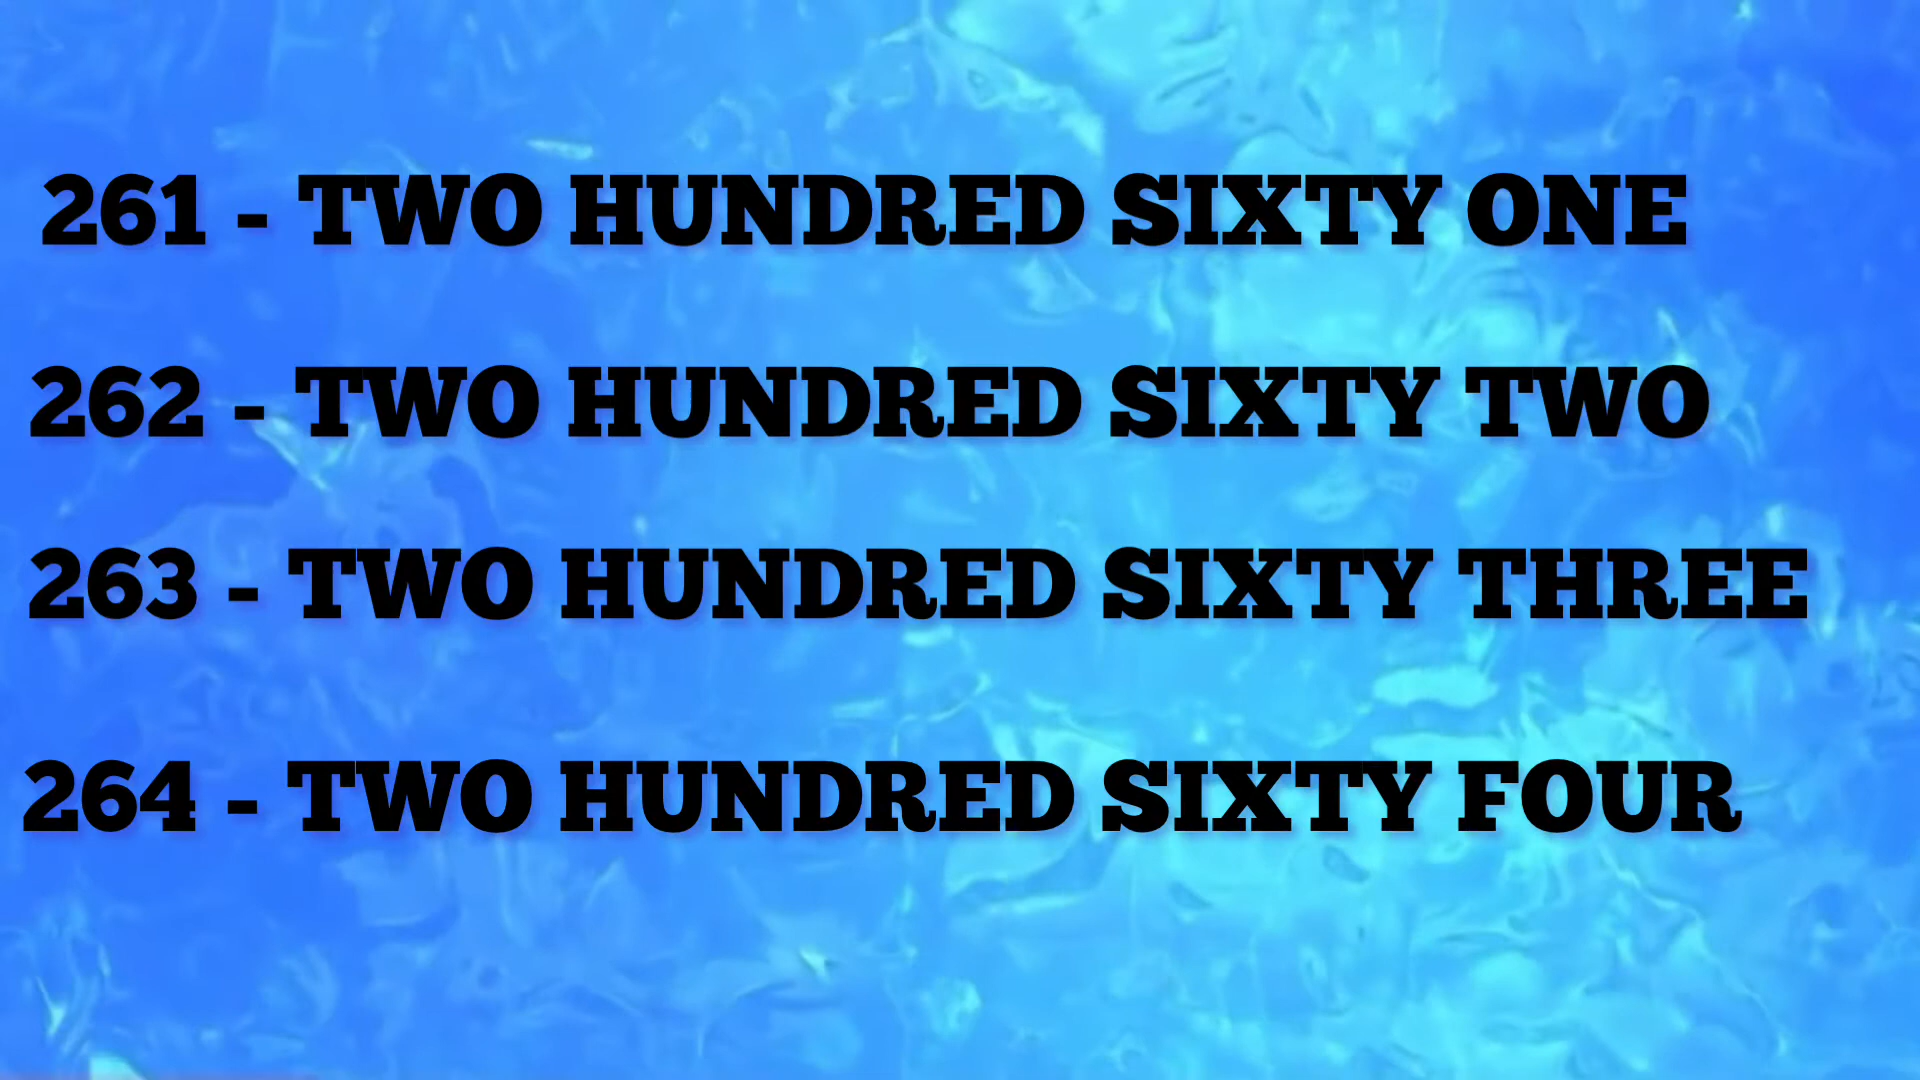 261 - TWO HUNDRED SIXTY ONE
262 - TWO HUNDRED SIXTY TWO
263 - TWO HUNDRED SIXTY THREE
264 - TWO HUNDRED SIXTY FOUR